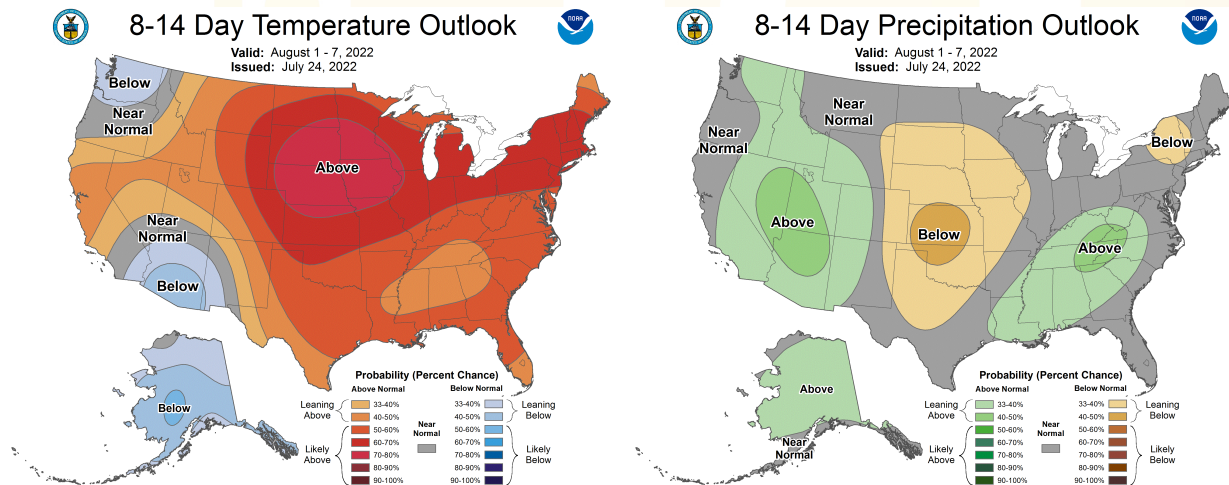 8-14 Day Temperature Outlook
NOAA
Valid: August 1 - 7, 2022
Issued: July 24, 2022
Below
Near
Normal
Above
Near
Normal
Below
Below
Probability (Percent Chance)
Above Normal
Below Normal
Leaning
Above
33-40%
40-50%
Likely
Above
50-60%
60-70%
70-80%
80-90%
90-100%
Near
Normal
33-40%
40-50%
Leaning
Below
50-60%
60-70%
70-80%
80-90%
90-100%
Likely
Below
8-14 Day Precipitation Outlook
NOAA
Valid: August 1 - 7, 2022
Issued: July 24, 2022
Near
Normal
Near
Normal
Below
Above
Below
Above
Above
Near
Normal
Probability (Percent Chance)
Above Normal
Below Normal
Leaning
Above
33-40%
40-50%
Likely
Above
50-60%
60-70%
70-80%
80-90%
90-100%
Near
Normal
33-40%
40-50%
Leaning
Below
50-60%
60-70%
70-80%
80-90%
90-100%
Likely
Below